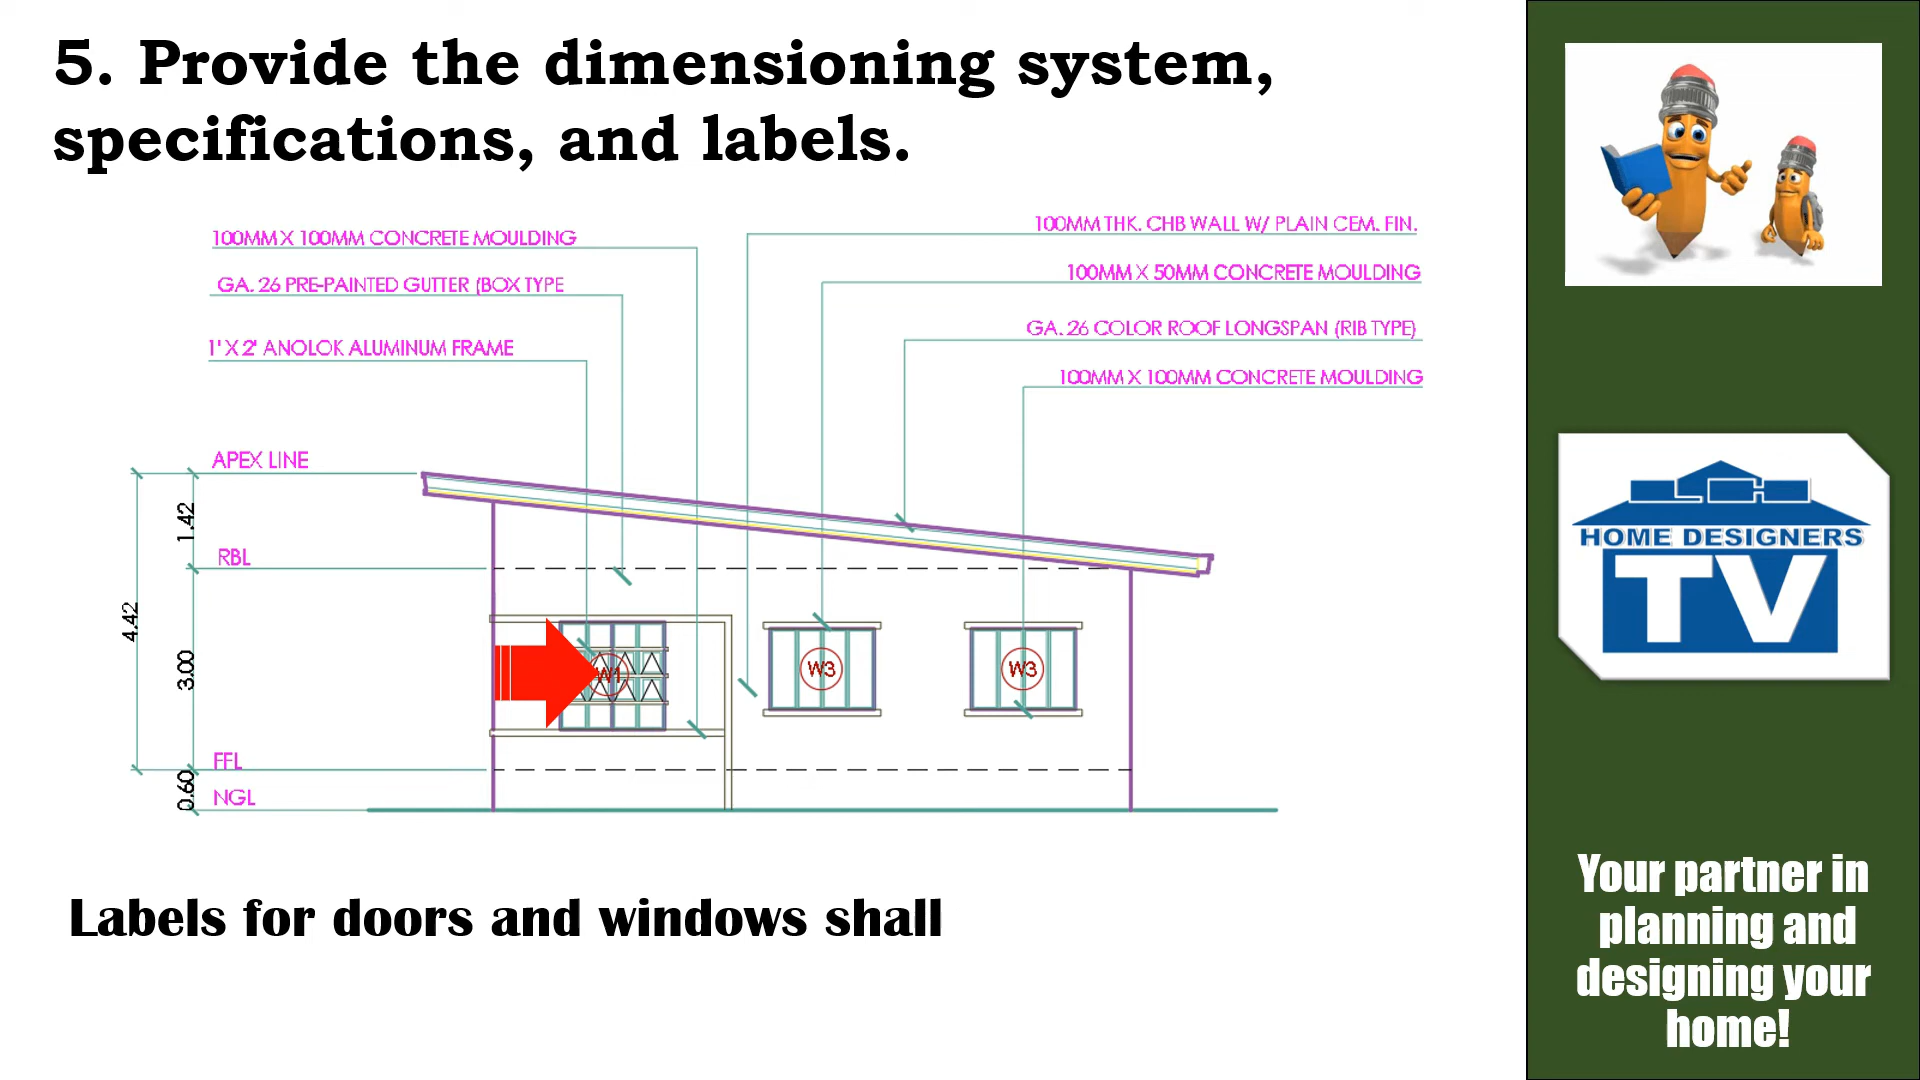 5. Provide the dimensioning system,
specifications, and labels.
100MM X 100MM CONCRETE MOULDING
GA. 26 PRE-PAINTED GUTTER (BOX TYPE
1' X 2' ANOLOK ALUMINUM FRAME
100MM THK. CHB WALL W/ PLAIN CEM. FIN.
100MM X 50MM CONCRETE MOULDING
GA. 26 COLOR ROOF LONGSPAN (RIB TYPE)
100MM X 100MM CONCRETE MOULDING
APEX LINE
1.42
RBL
4.42
3.00
W1
W3
W3
FFL
0.60
NGL
Labels for doors and windows shall
LCH
HOME DESIGNERS
TV
Your partner in
planning and
designing your
home!